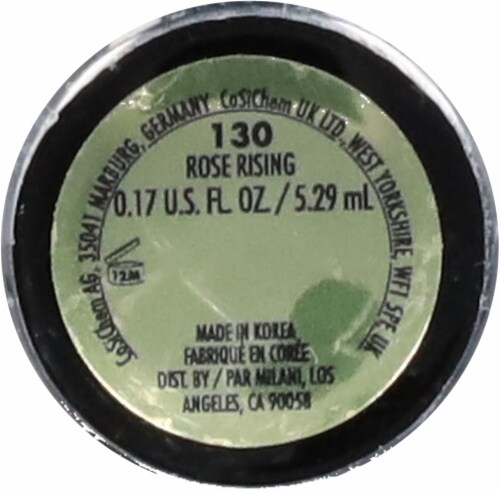 CoSiChem AG, 35041 MARBURG, GERMANY CoSiChem UK LTD., WEST YORKSHIRE, WF1 5PE, UK
130
ROSE RISING
0.17 U.S. FL. OZ. / 5.29 mL
12M
MADE IN KOREA
FABRIQUÉ EN CORÉE
DIST. BY / PAR MILANI, LOS
ANGELES, CA 90058